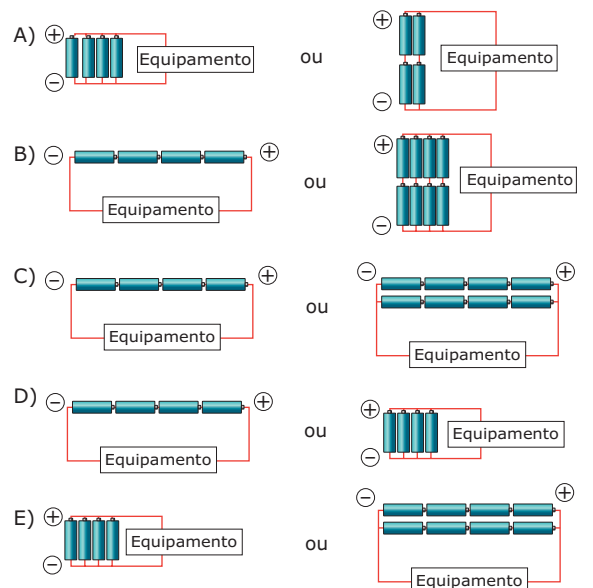 A) + Equipamento − ou + Equipamento −
B) − + Equipamento ou + Equipamento −
C) − + Equipamento ou − + Equipamento
D) − + Equipamento ou + Equipamento −
E) + Equipamento − ou − + Equipamento